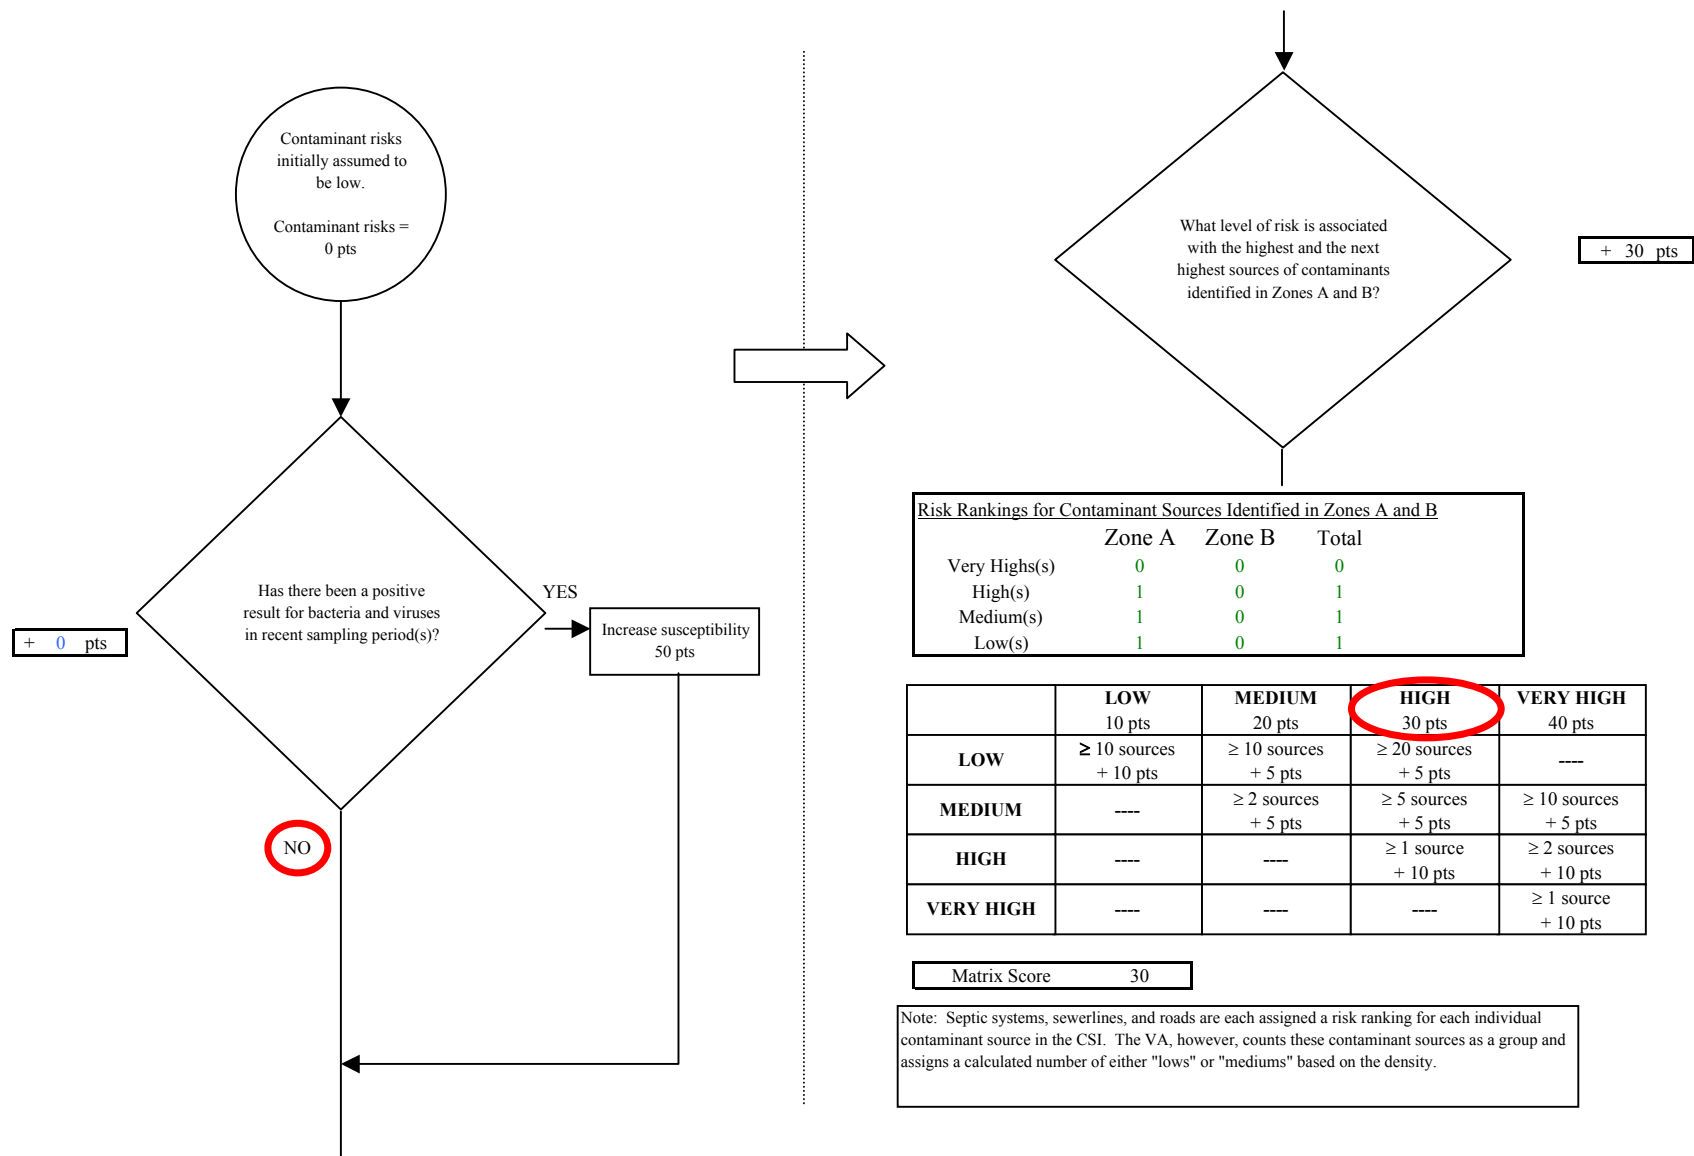 Contaminant risks
initially assumed to
be low.
Contaminant risks =
0 pts
Has there been a positive
result for bacteria and viruses
in recent sampling period(s)?
+ 0 pts
YES
Increase susceptibility
50 pts
NO
What level of risk is associated
with the highest and the next
highest sources of contaminants
identified in Zones A and B?
+ 30 pts
Risk Rankings for Contaminant Sources Identified in Zones A and B
Zone A Zone B Total
Very Highs(s) 0 0 0
High(s) 1 0 1
Medium(s) 1 0 1
Low(s) 1 0 1
LOW MEDIUM HIGH VERY HIGH
10 pts 20 pts 30 pts 40 pts
LOW ≥ 10 sources ≥ 10 sources ≥ 20 sources ----
+ 10 pts + 5 pts + 5 pts
MEDIUM ---- ≥ 2 sources ≥ 5 sources ≥ 10 sources
+ 5 pts + 5 pts + 5 pts
HIGH ---- ---- ≥ 1 source ≥ 2 sources
+ 10 pts + 10 pts
VERY HIGH ---- ---- ---- ≥ 1 source
+ 10 pts
Matrix Score 30
Note: Septic systems, sewerlines, and roads are each assigned a risk ranking for each individual
contaminant source in the CSI. The VA, however, counts these contaminant sources as a group and
assigns a calculated number of either "lows" or "mediums" based on the density.